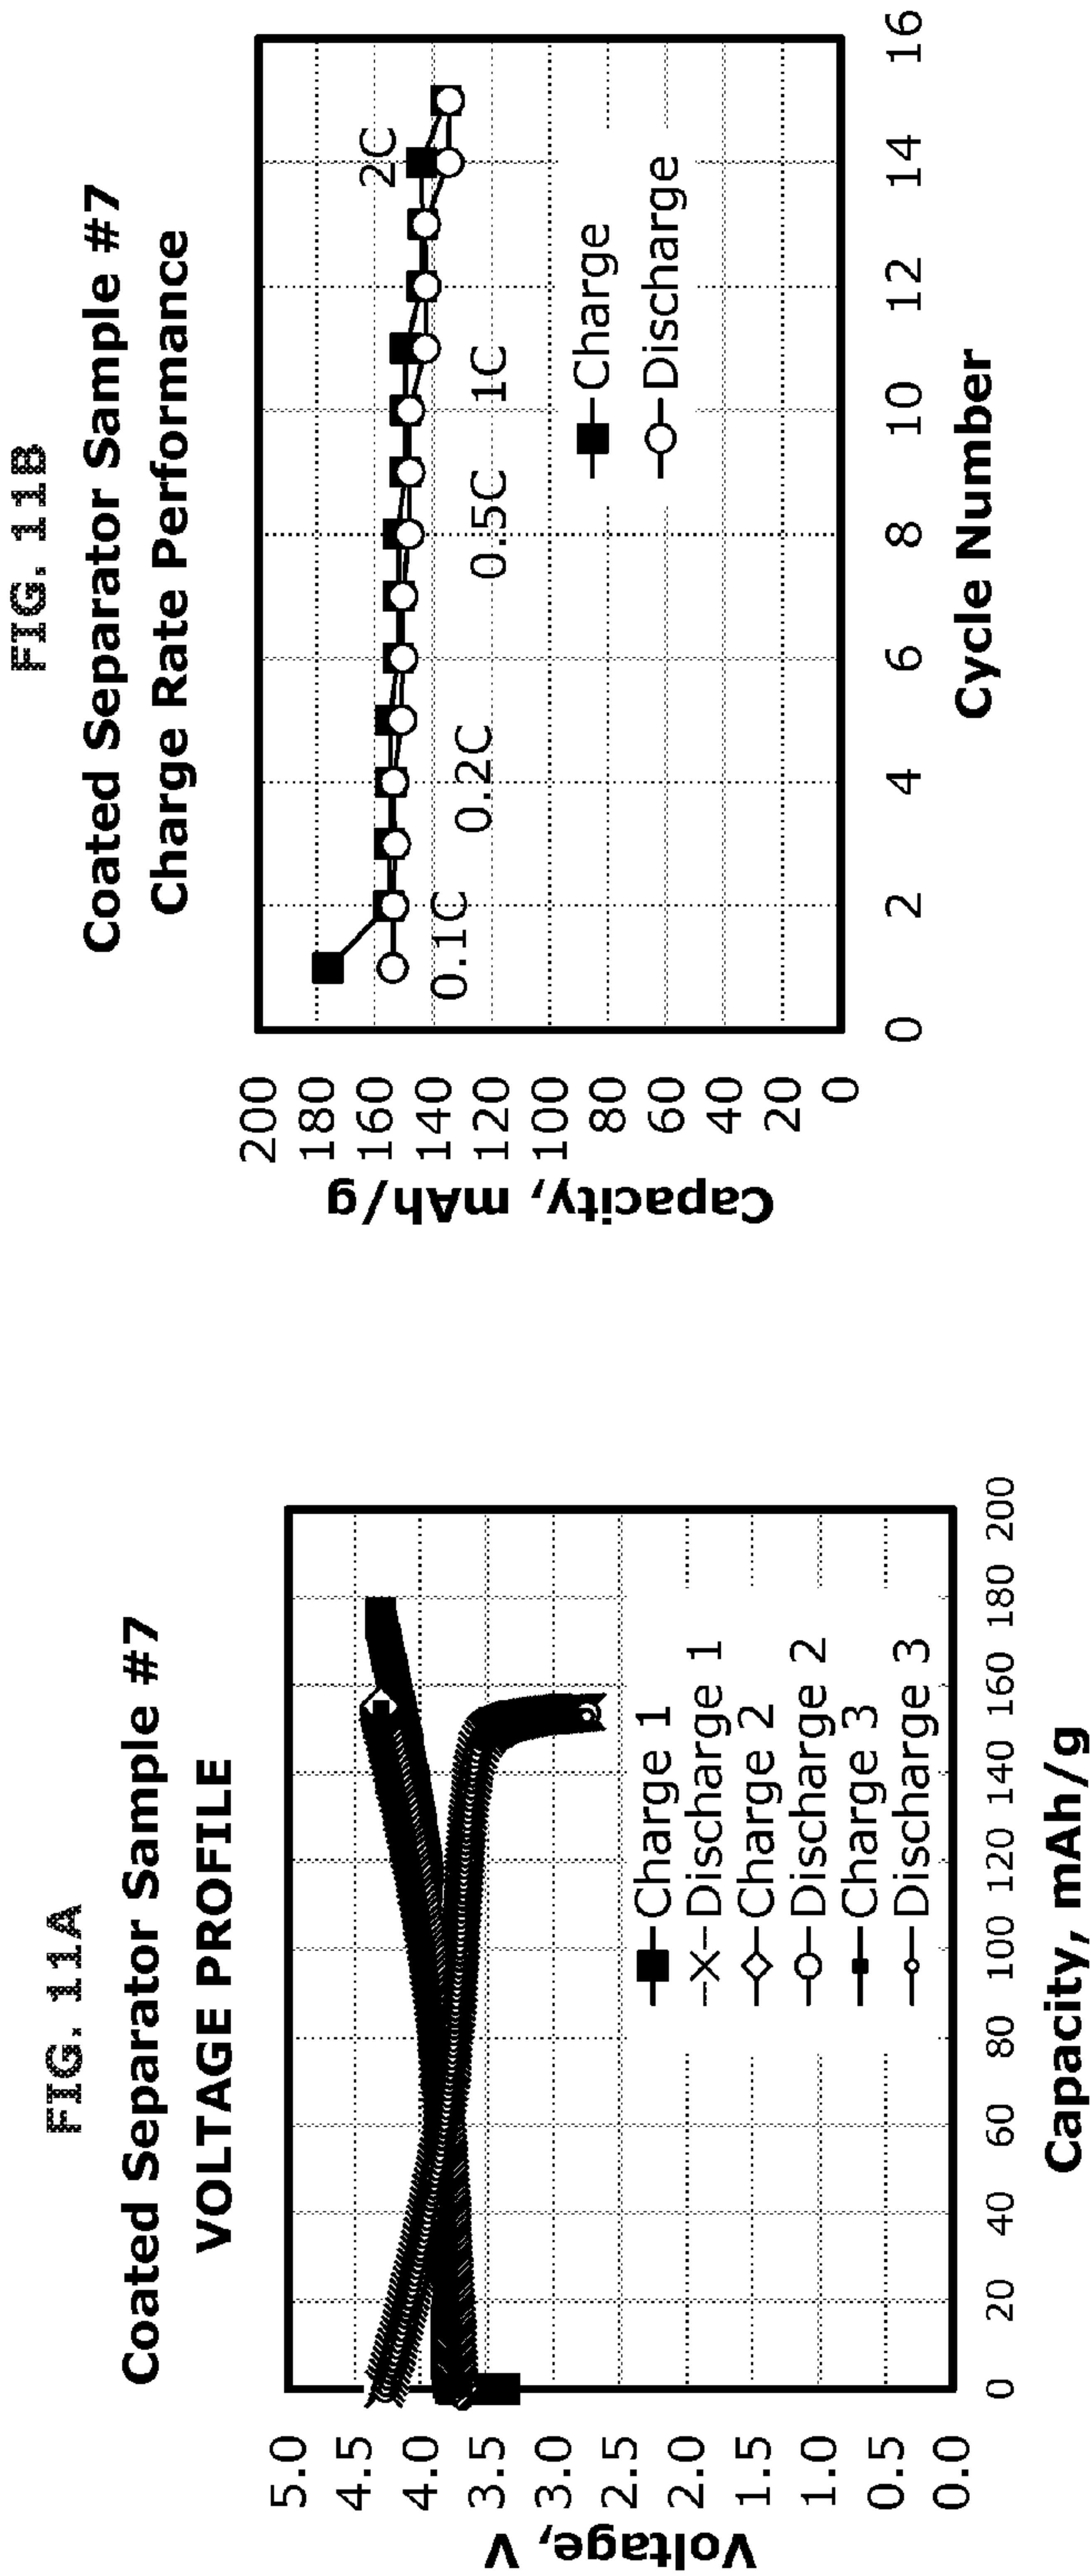 FIG. 11A
Coated Separator Sample #7
VOLTAGE PROFILE
Voltage, V
5.0
4.5
4.0
3.5
3.0
2.5
2.0
1.5
1.0
0.5
0.0
Charge 1
Discharge 1
Charge 2
Discharge 2
Charge 3
Discharge 3
0 20 40 60 80 100 120 140 160 180 200
Capacity, mAh/g
FIG. 11B
Coated Separator Sample #7
Charge Rate Performance
Capacity, mAh/g
200
180
160
140
120
100
80
60
40
20
0
2C
0.1C
0.2C
0.5C
1C
Charge
Discharge
0 2 4 6 8 10 12 14 16
Cycle Number